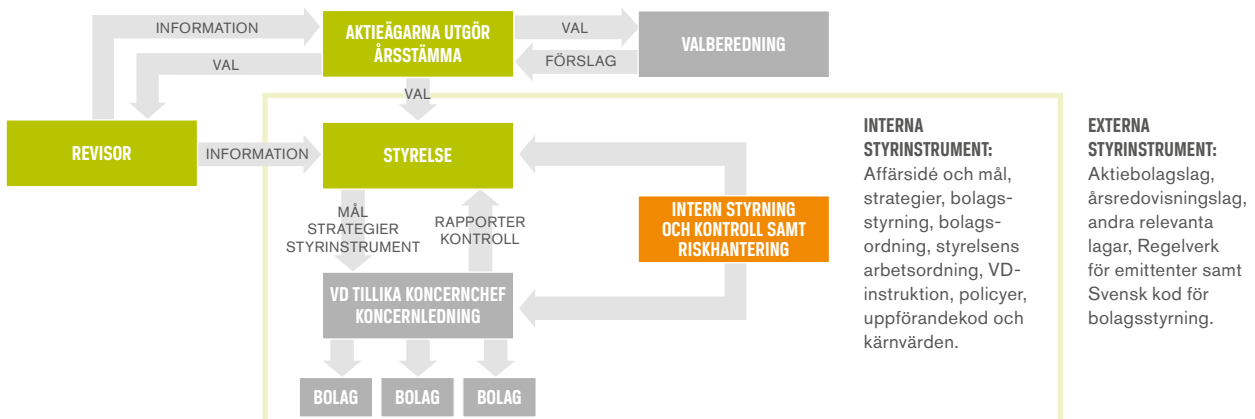 INFORMATION
AKTIEÄGARNA UTGÖR
ÅRSSTÄMMA
VAL
VALBEREDNING
FÖRSLAG
VAL
VAL
REVISOR
INFORMATION
STYRELSE
MÅL
STRATEGIER
STYRINSTRUMENT
RAPPORTER
KONTROLL
INTERN STYRNING
OCH KONTROLL SAMT
RISKHANTERING
VD TILLIKA KONCERNCHEF
KONCERNLEDNING
BOLAG
BOLAG
BOLAG
INTERNA
STYRINSTRUMENT:
Affärsidé och mål,
strategier, bolags-
styrning, bolags-
ordning, styrelsens
arbetsordning, VD-
instruktion, policyer,
uppförandekod och
kärnvärden.
EXTERNA
STYRINSTRUMENT:
Aktiebolagslag,
årsredovisningslag,
andra relevanta
lagar, Regelverk
för emittenter samt
Svensk kod för
bolagsstyrning.